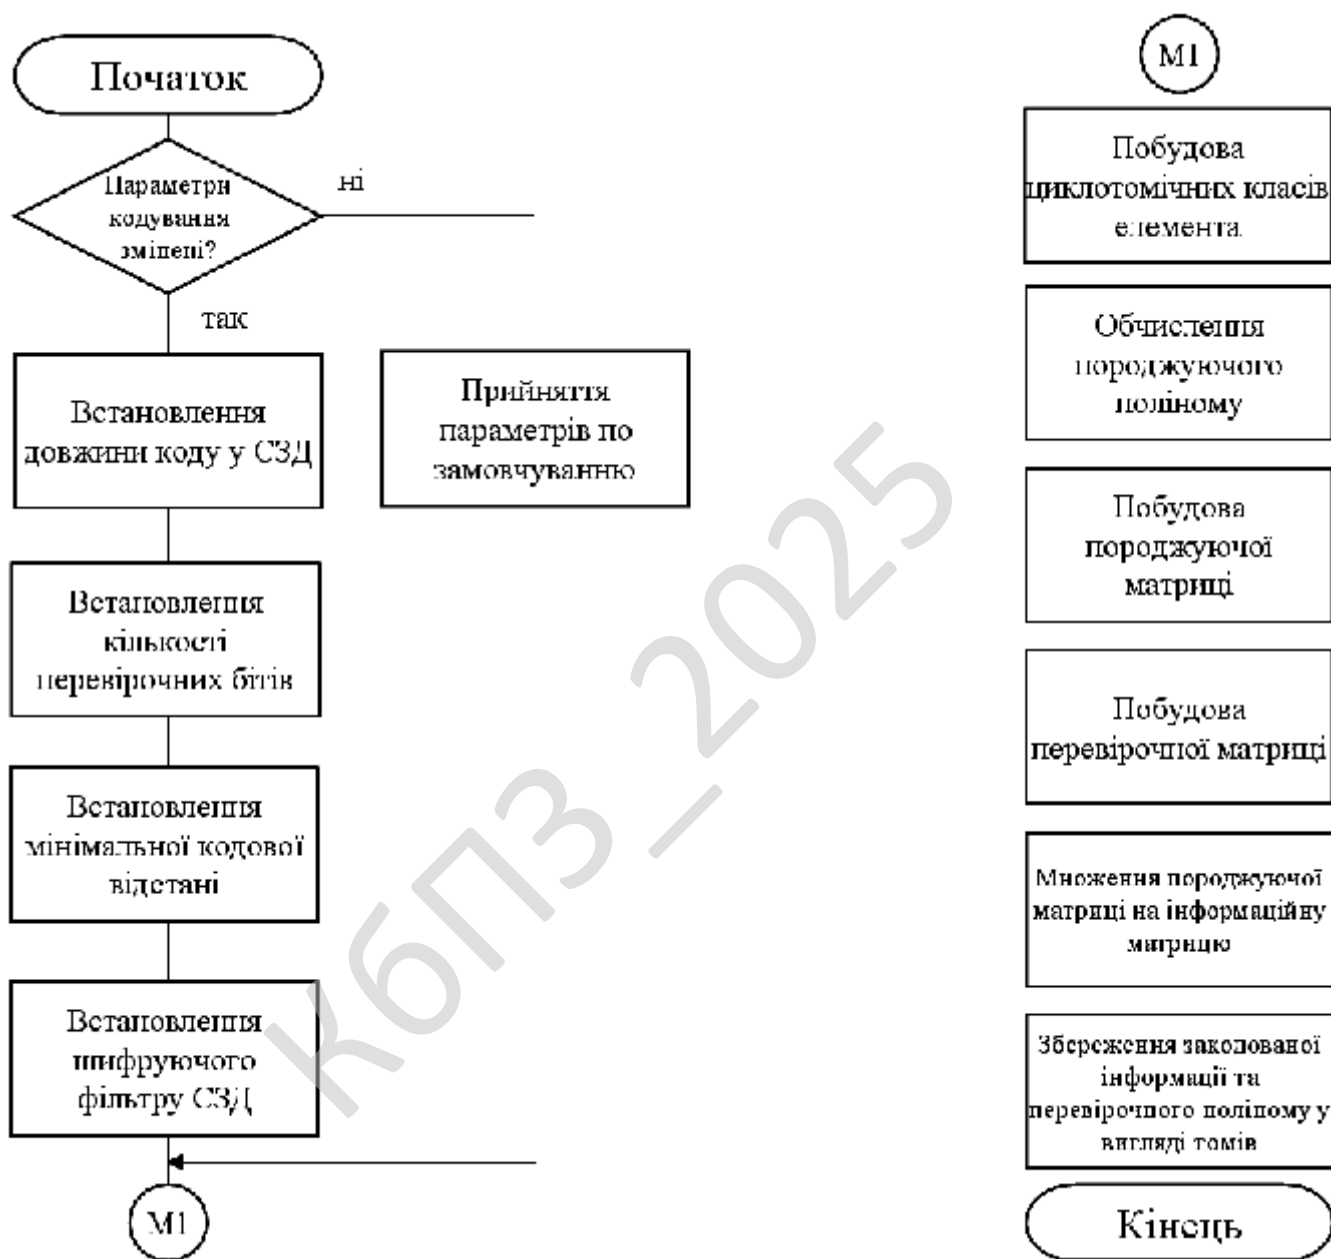 Початок
Параметри
кодування
змінені?
ні
так
Встановлення
довжини коду у СЗД
Прийняття
параметрів по
замовчуванню
Встановлення
кількості
перевірочних бітів
Встановлення
мінімальної кодової
відстані
Встановлення
шифруючого
фільтру СЗД
М1
М1
Побудова
циклотомічних класів
елемента
Обчислення
породжуючого
поліному
Побудова
породжуючої
матриці
Побудова
перевірочної матриці
Множення породжуючої
матриці на інформаційну
матрицю
Збереження закодованої
інформації та
перевірочного поліному у
вигляді томів
Кінець
КбПЗ_2025